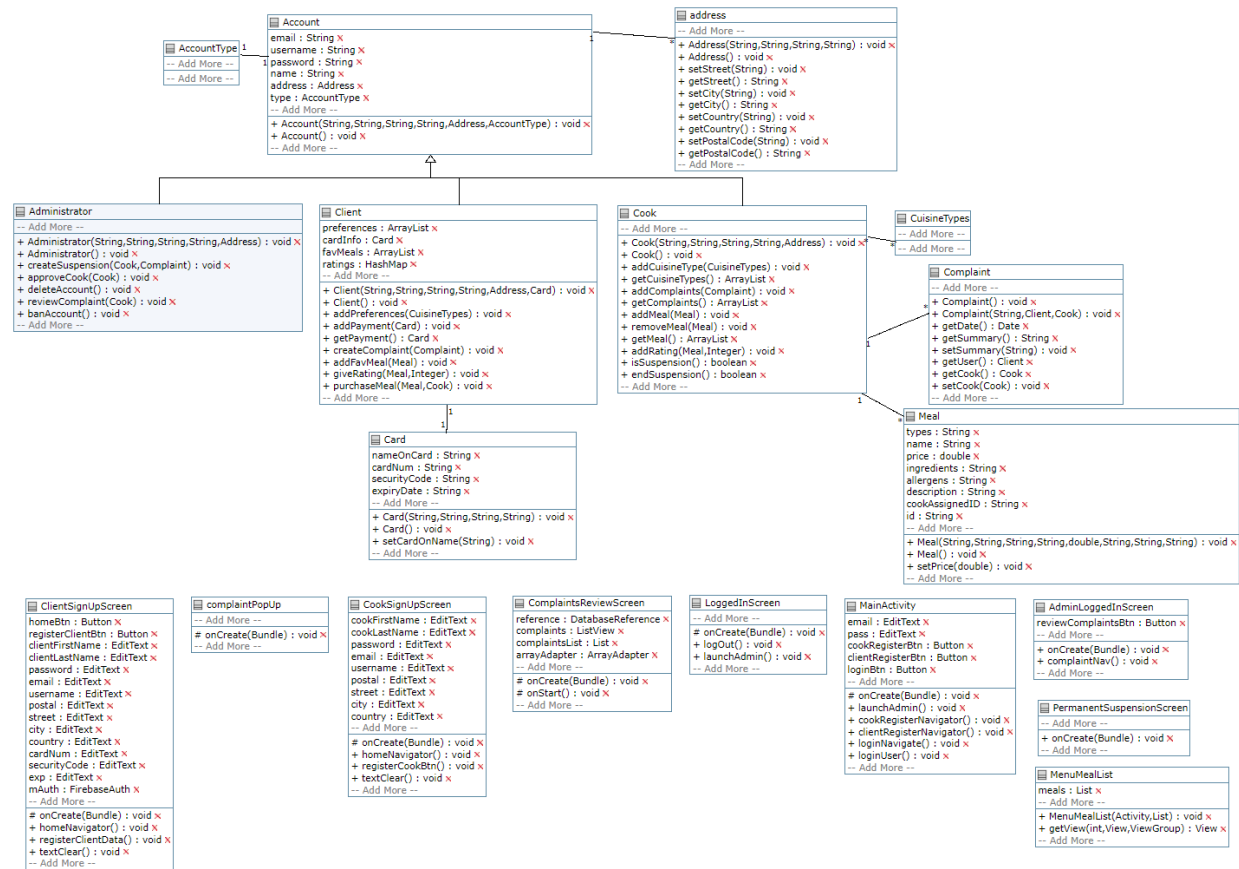 Account
email : String x
username : String x
password : String x
name : String x
address : Address x
type : AccountType x
-- Add More --
+ Account(String,String,String,String,Address,AccountType) : void x
+ Account() : void x
-- Add More --
AccountType
-- Add More --
-- Add More --
1
1
1
*
address
-- Add More --
+ Address(String,String,String,String) : void x
+ Address() : void x
+ setStreet(String) : void x
+ getStreet() : String x
+ setCity(String) : void x
+ getCity() : String x
+ setCountry(String) : void x
+ getCountry() : String x
+ setPostalCode(String) : void x
+ getPostalCode() : String x
-- Add More --
Administrator
-- Add More --
+ Administrator(String,String,String,String,Address) : void x
+ Administrator() : void x
+ createSuspension(Cook,Complaint) : void x
+ approveCook(Cook) : void x
+ deleteAccount() : void x
+ reviewComplaint(Cook) : void x
+ banAccount() : void x
-- Add More --
Client
preferences : ArrayList x
cardInfo : Card x
favMeals : ArrayList x
ratings : HashMap x
-- Add More --
+ Client(String,String,String,String,Address,Card) : void x
+ Client() : void x
+ addPreferences(CuisineTypes) : void x
+ addPayment(Card) : void x
+ getPayment() : Card x
+ createComplaint(Complaint) : void x
+ addFavMeal(Meal) : void x
+ giveRating(Meal,Integer) : void x
+ purchaseMeal(Meal,Cook) : void x
-- Add More --
Cook
-- Add More --
+ Cook(String,String,String,String,Address) : void x
+ Cook() : void x
+ addCuisineType(CuisineTypes) : void x
+ getCuisineTypes() : ArrayList x
+ addComplaints(Complaint) : void x
+ getComplaints() : ArrayList x
+ addMeal(Meal) : void x
+ removeMeal(Meal) : void x
+ getMeal() : ArrayList x
+ addRating(Meal,Integer) : void x
+ isSuspension() : boolean x
+ endSuspension() : boolean x
-- Add More --
*
*
CuisineTypes
-- Add More --
-- Add More --
1
*
Complaint
-- Add More --
+ Complaint() : void x
+ Complaint(String,Client,Cook) : void x
+ getDate() : Date x
+ getSummary() : String x
+ setSummary(String) : void x
+ getUser() : Client x
+ getCook() : Cook x
+ setCook(Cook) : void x
-- Add More --
1
*
Meal
types : String x
name : String x
price : double x
ingredients : String x
allergens : String x
description : String x
cookAssignedID : String x
id : String x
-- Add More --
+ Meal(String,String,String,String,double,String,String,String) : void x
+ Meal() : void x
+ setPrice(double) : void x
-- Add More --
1
1
Card
nameOnCard : String x
cardNum : String x
securityCode : String x
expiryDate : String x
-- Add More --
+ Card(String,String,String,String) : void x
+ Card() : void x
+ setCardOnName(String) : void x
-- Add More --
ClientSignUpScreen
homeBtn : Button x
registerClientBtn : Button x
clientFirstName : EditText x
clientLastName : EditText x
password : EditText x
email : EditText x
username : EditText x
postal : EditText x
street : EditText x
city : EditText x
country : EditText x
cardNum : EditText x
securityCode : EditText x
exp : EditText x
mAuth : FirebaseAuth x
-- Add More --
# onCreate(Bundle) : void x
+ homeNavigator() : void x
+ registerClientData() : void x
+ textClear() : void x
-- Add More --
complaintPopUp
-- Add More --
# onCreate(Bundle) : void x
-- Add More --
CookSignUpScreen
cookFirstName : EditText x
cookLastName : EditText x
password : EditText x
email : EditText x
username : EditText x
postal : EditText x
street : EditText x
city : EditText x
country : EditText x
-- Add More --
# onCreate(Bundle) : void x
+ homeNavigator() : void x
+ registerCookBtn() : void x
+ textClear() : void x
-- Add More --
ComplaintsReviewScreen
reference : DatabaseReference x
complaints : ListView x
complaintsList : List x
arrayAdapter : ArrayAdapter x
-- Add More --
# onCreate(Bundle) : void x
# onStart() : void x
-- Add More --
LoggedInScreen
-- Add More --
# onCreate(Bundle) : void x
+ logOut() : void x
+ launchAdmin() : void x
-- Add More --
MainActivity
email : EditText x
pass : EditText x
cookRegisterBtn : Button x
clientRegisterBtn : Button x
loginBtn : Button x
-- Add More --
# onCreate(Bundle) : void x
+ launchAdmin() : void x
+ cookRegisterNavigator() : void x
+ clientRegisterNavigator() : void x
+ loginNavigate() : void x
+ loginUser() : void x
-- Add More --
AdminLoggedInScreen
reviewComplaintsBtn : Button x
-- Add More --
+ onCreate(Bundle) : void x
+ complaintNav() : void x
-- Add More --
PermanentSuspensionScreen
-- Add More --
+ onCreate(Bundle) : void x
-- Add More --
MenuMealList
meals : List x
-- Add More --
+ MenuMealList(Activity,List) : void x
+ getView(int,View,ViewGroup) : View x
-- Add More --